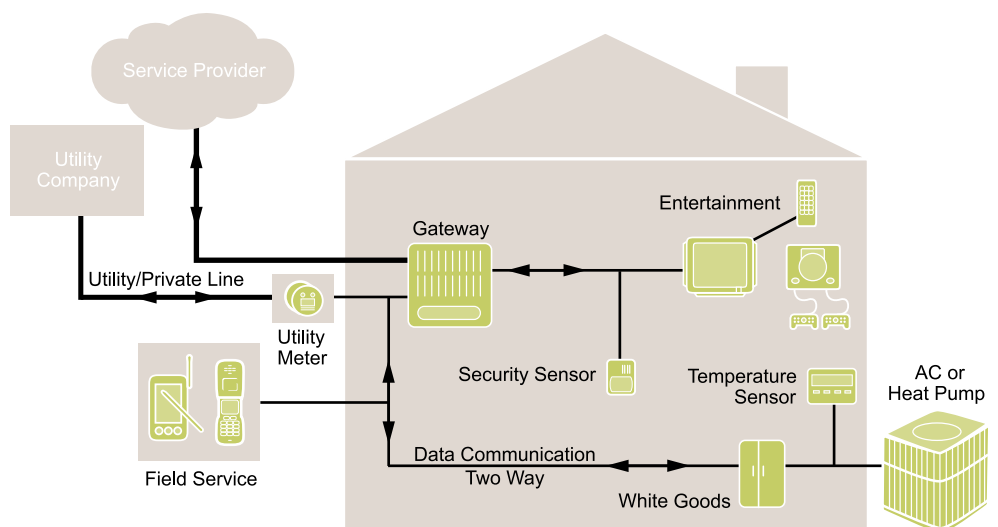 Service Provider
Utility
Company
Entertainment
Gateway
Utility/Private Line
Utility
Meter
Security Sensor
Temperature
Sensor
AC or
Heat Pump
Data Communication
Two Way
Field Service
White Goods